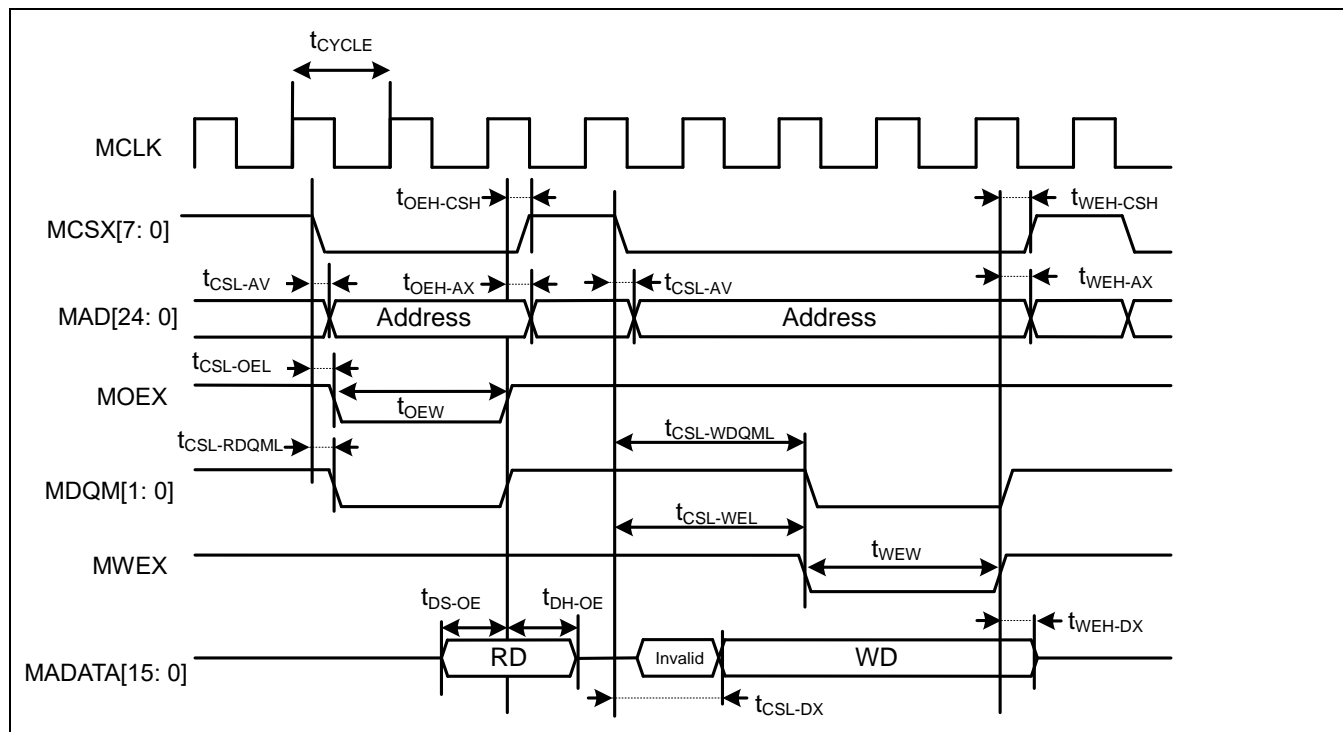 tCYCLE
MCLK
tOEH-CSH
tWEH-CSH
MCSX[7: 0]
tCSL-AV
tOEH-AX
tCSL-AV
tWEH-AX
MAD[24: 0]
Address
Address
tCSL-OEL
MOEX
tOEW
tCSL-RDQML
tCSL-WDQML
MDQM[1: 0]
tCSL-WEL
MWEX
tWEW
tDS-OE
tDH-OE
tWEH-DX
MADATA[15: 0]
RD
Invalid
WD
tCSL-DX